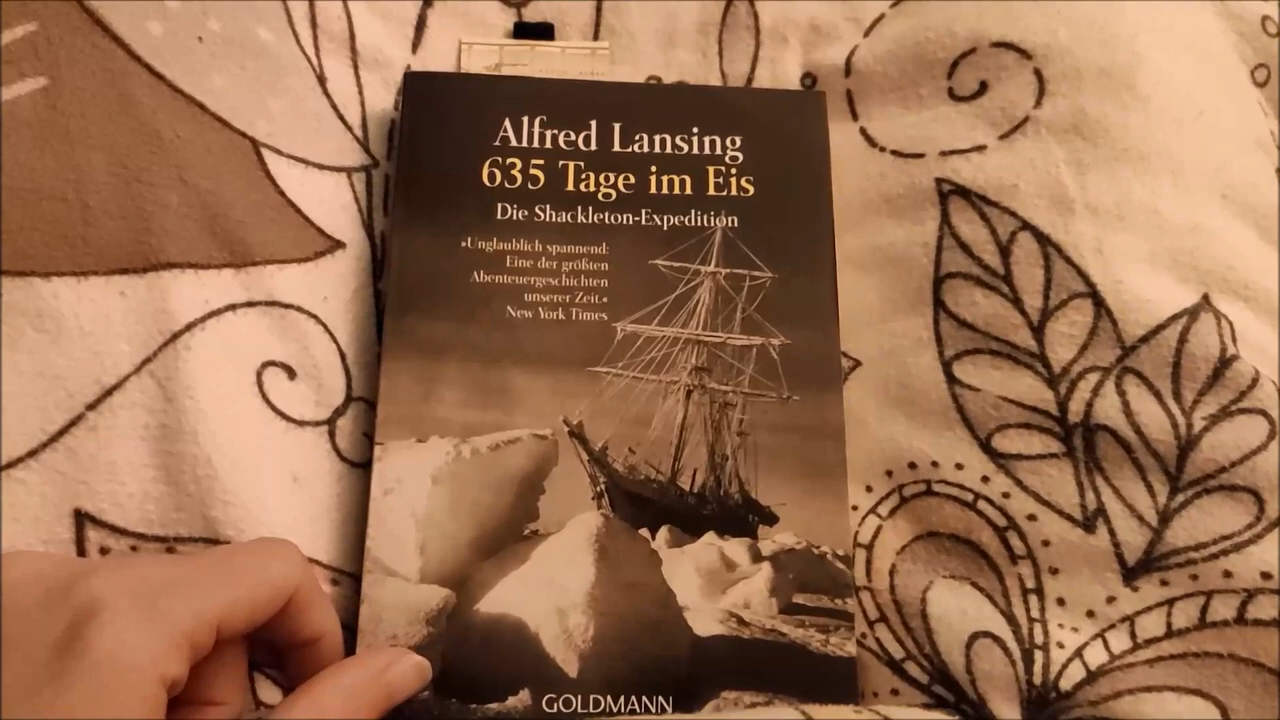 Alfred Lansing
635 Tage im Eis
Die Shackleton-Expedition
»Unglaublich spannend:
Eine der größten
Abenteuergeschichten
unserer Zeit.«
New York Times
GOLDMANN